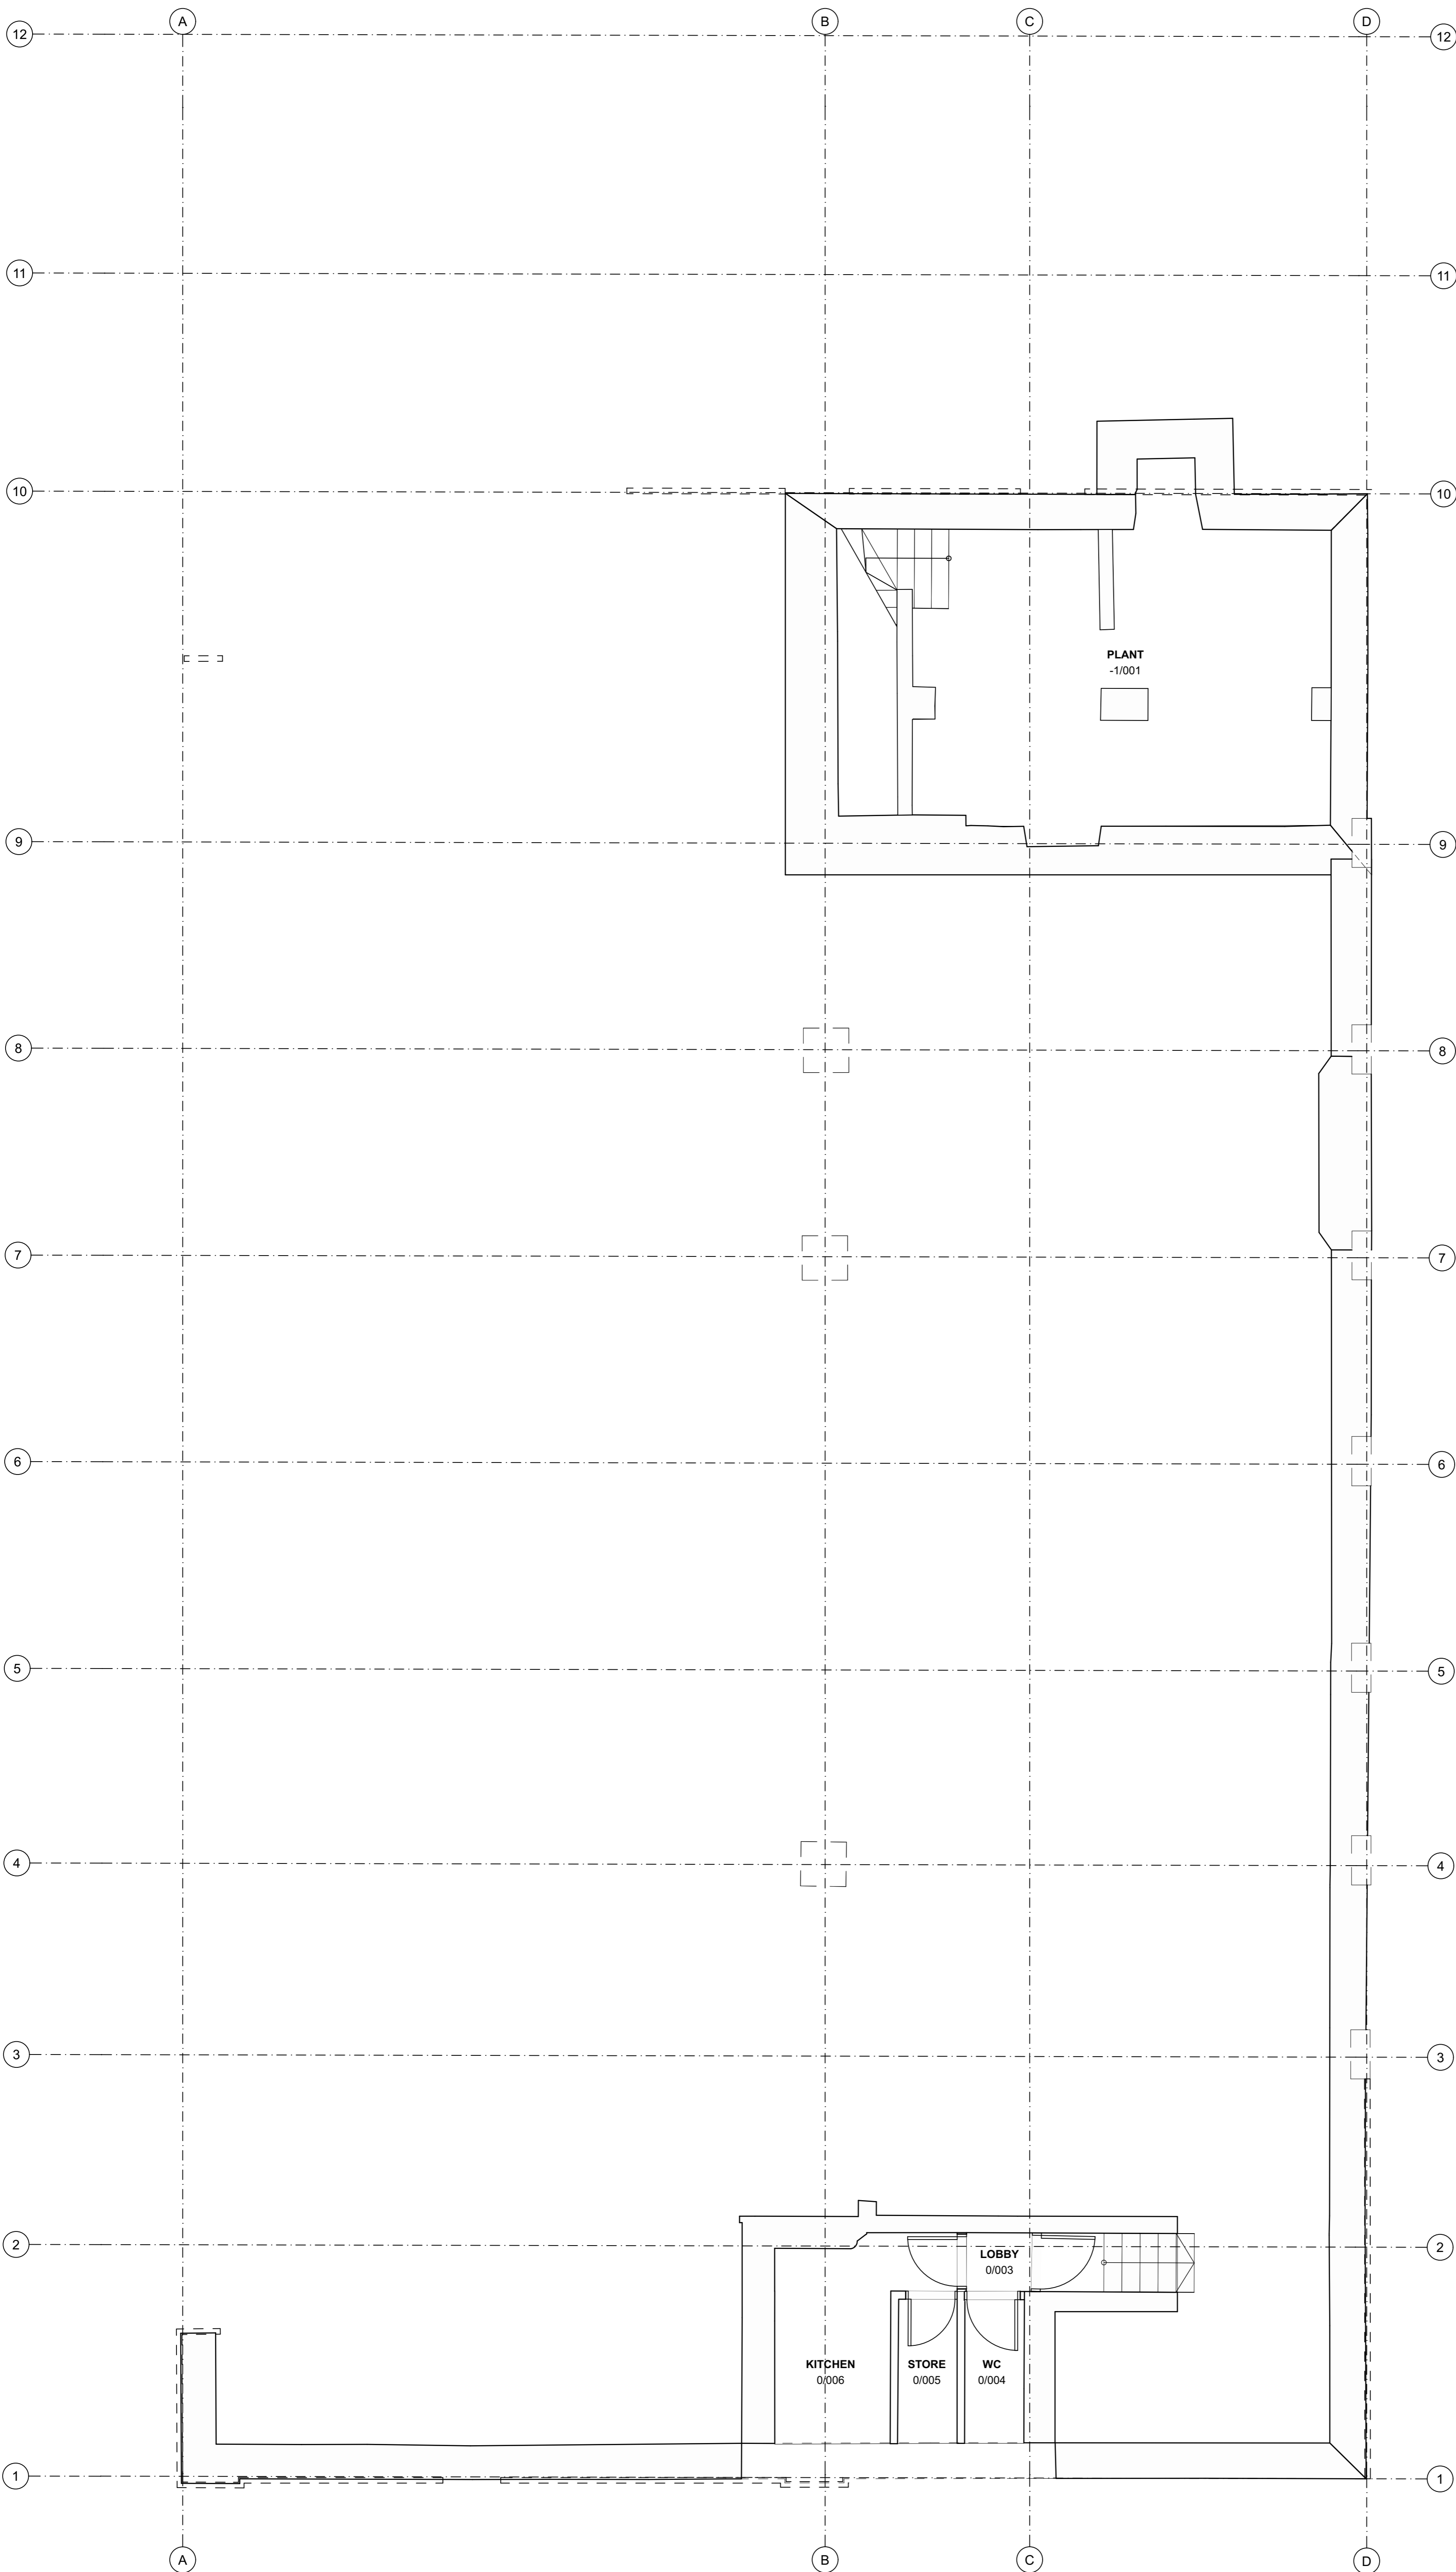 A B C D
12 12
11 11
10 10
PLANT
-1/001
9 9
8 8
7 7
6 6
5 5
4 4
3 3
2 2
LOBBY
0/003
KITCHEN
0/006
STORE
0/005
WC
0/004
1 1
A B C D